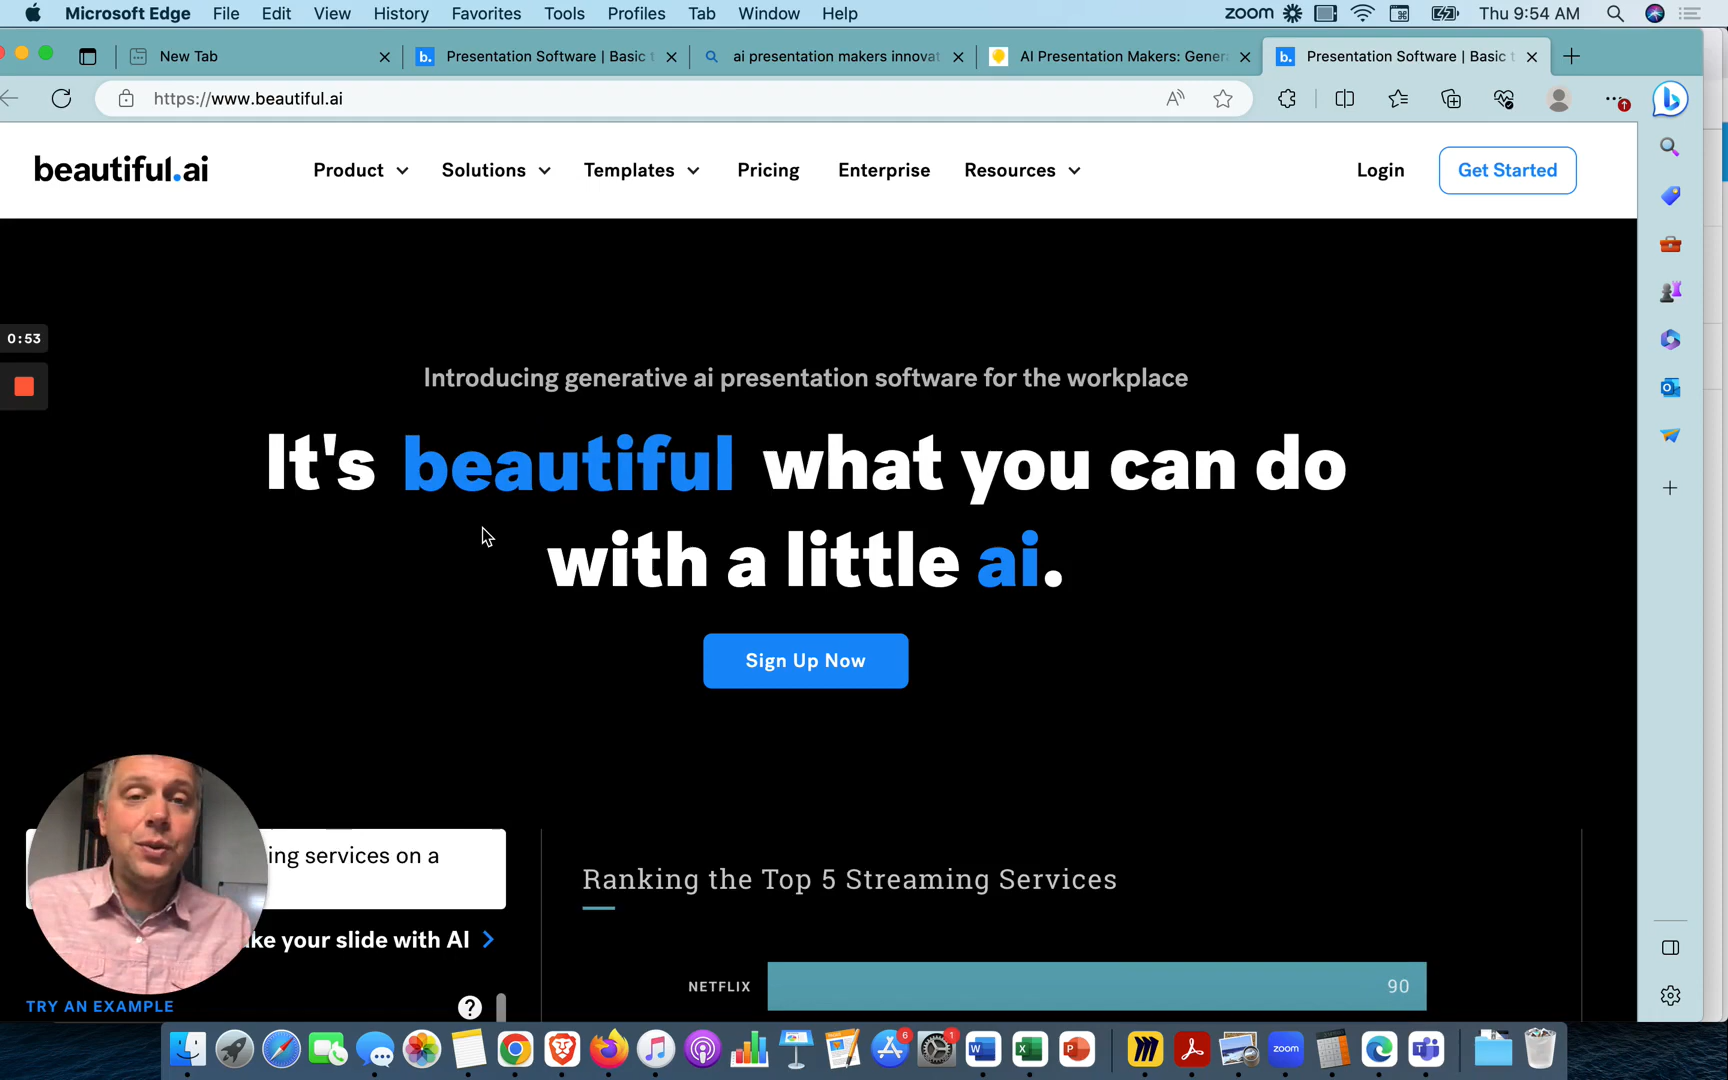 Microsoft Edge File Edit View History Favorites Tools Profiles Tab Window Help zoom Thu 9:54 AM
New Tab b. Presentation Software | Basic t ai presentation makers innovat AI Presentation Makers: Gener b. Presentation Software | Basic t
https://www.beautiful.ai
beautiful.ai Product Solutions Templates Pricing Enterprise Resources Login Get Started
0:53
Introducing generative ai presentation software for the workplace
It's beautiful what you can do
with a little ai.
Sign Up Now
ing services on a
ke your slide with AI
TRY AN EXAMPLE
?
Ranking the Top 5 Streaming Services
NETFLIX 90
6 1 zoom